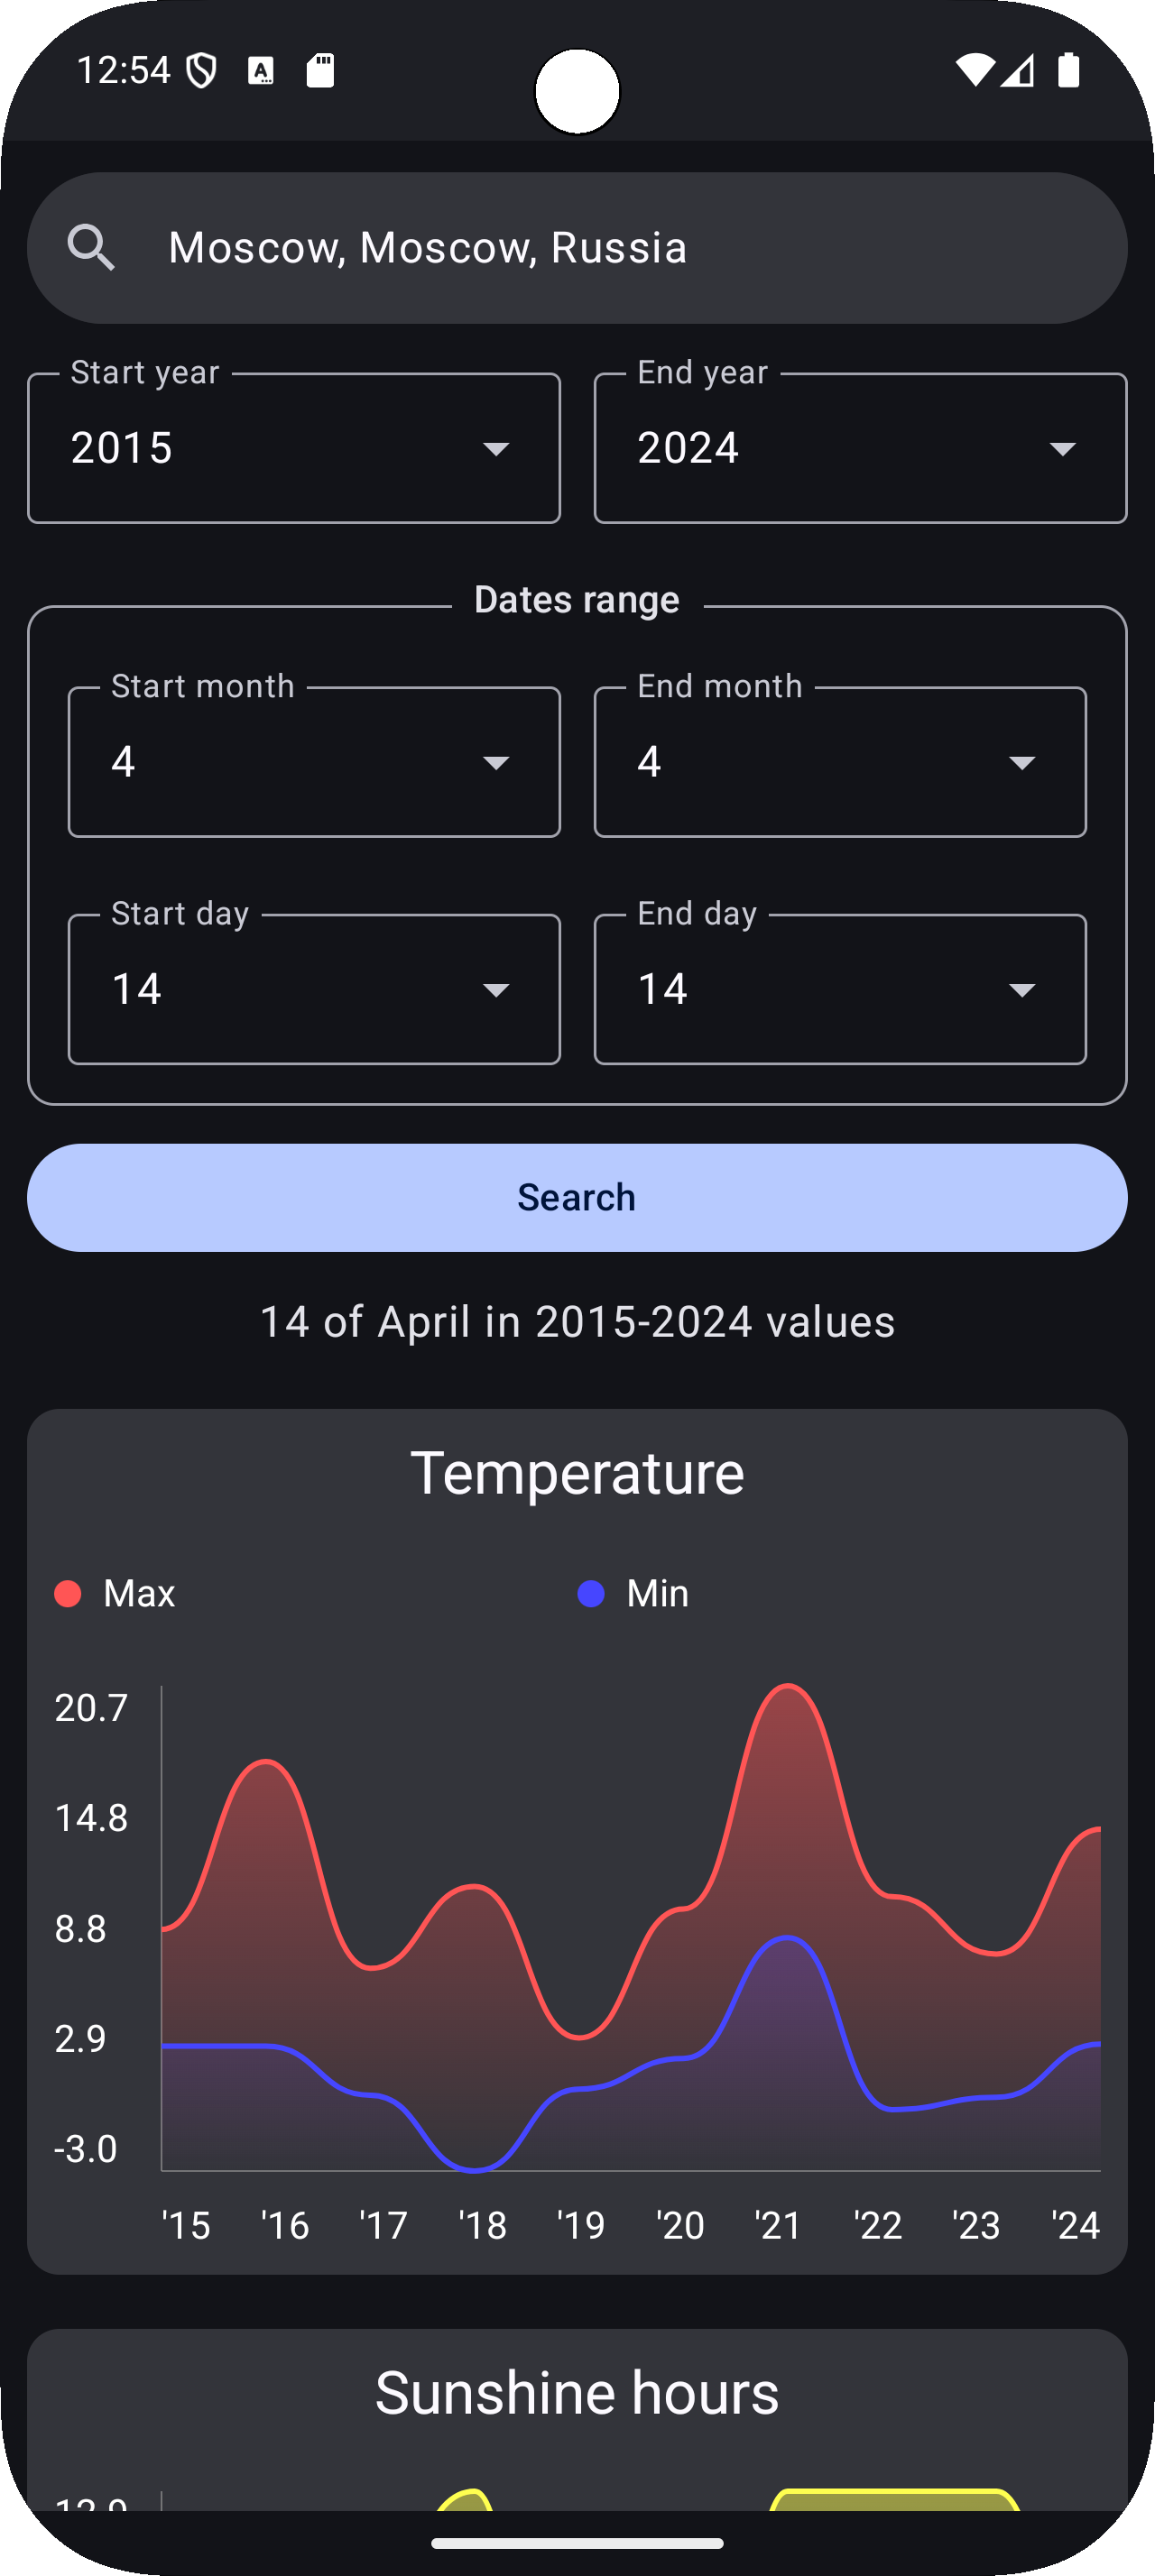 12:54
Moscow, Moscow, Russia
Start year
End year
2015
2024
Dates range
Start month
End month
4
4
Start day
End day
14
14
Search
14 of April in 2015-2024 values
Temperature
Max
Min
20.7
14.8
8.8
2.9
-3.0
'15 '16 '17 '18 '19 '20 '21 '22 '23 '24
Sunshine hours